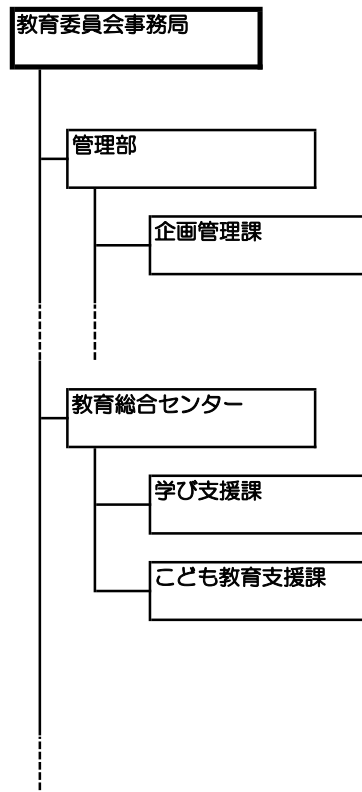 教育委員会事務局
管理部
企画管理課
教育総合センター
学び支援課
こども教育支援課